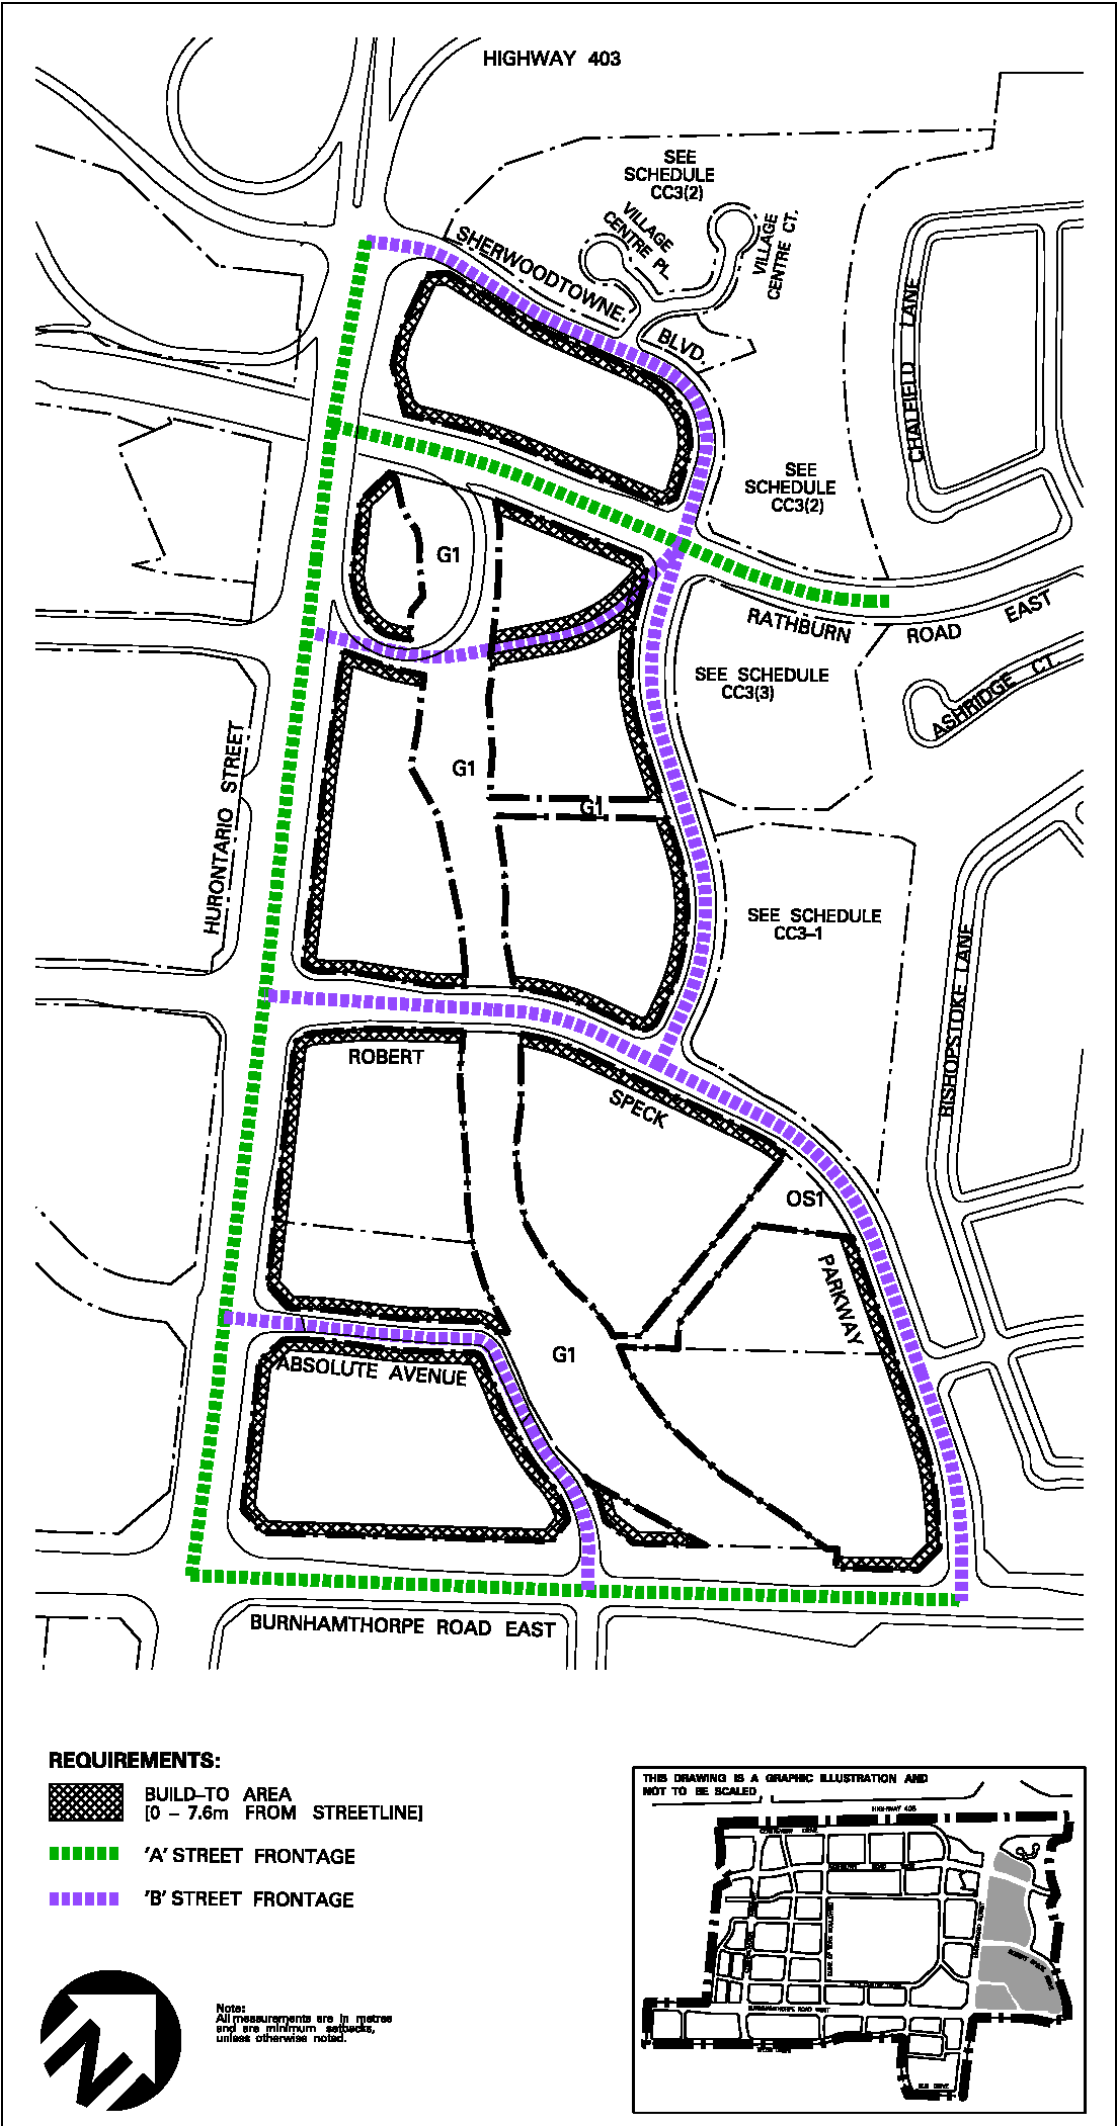 HIGHWAY 403
SEE
SCHEDULE
CC3(2)
VILLAGE
CENTRE PL.
VILLAGE
CENTRE CT.
SHERWOODTOWNE
BLVD.
CHALFIELD LANE
SEE
SCHEDULE
CC3(2)
G1
RATHBURN ROAD EAST
SEE SCHEDULE
CC3(3)
ASHRIDGE CT.
HURONTARIO STREET
G1
G1
SEE SCHEDULE
CC3-1
BISHOPSTOKE LANE
ROBERT
SPECK
OS1
PARKWAY
G1
ABSOLUTE AVENUE
BURNHAMTHORPE ROAD EAST
REQUIREMENTS:
BUILD-TO AREA
[0 - 7.6m FROM STREETLINE]
'A' STREET FRONTAGE
'B' STREET FRONTAGE
N
Note:
All measurements are in metres
and are minimum setbacks,
unless otherwise noted.
THIS DRAWING IS A GRAPHIC ILLUSTRATION AND
NOT TO BE SCALED
HIGHWAY 403
BURNHAMTHORPE ROAD WEST